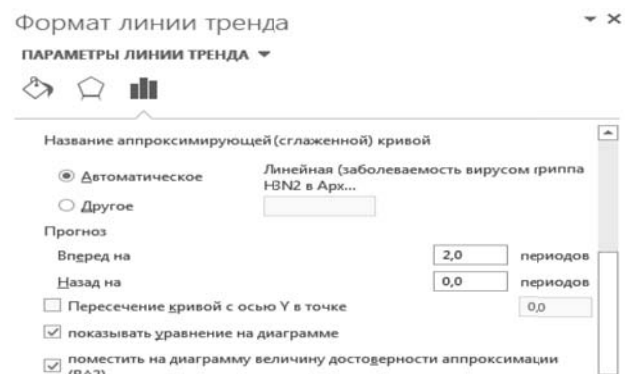 Формат линии тренда
ПАРАМЕТРЫ ЛИНИИ ТРЕНДА
Название аппроксимирующей (сглаженной) кривой
Автоматическое Линейная (заболеваемость вирусом гриппа
H3N2 в Арх...
Другое
Прогноз
Вперед на 2,0 периодов
Назад на 0,0 периодов
Пересечение кривой с осью Y в точке 0,0
показывать уравнение на диаграмме
поместить на диаграмму величину достоверности аппроксимации
(R^2)